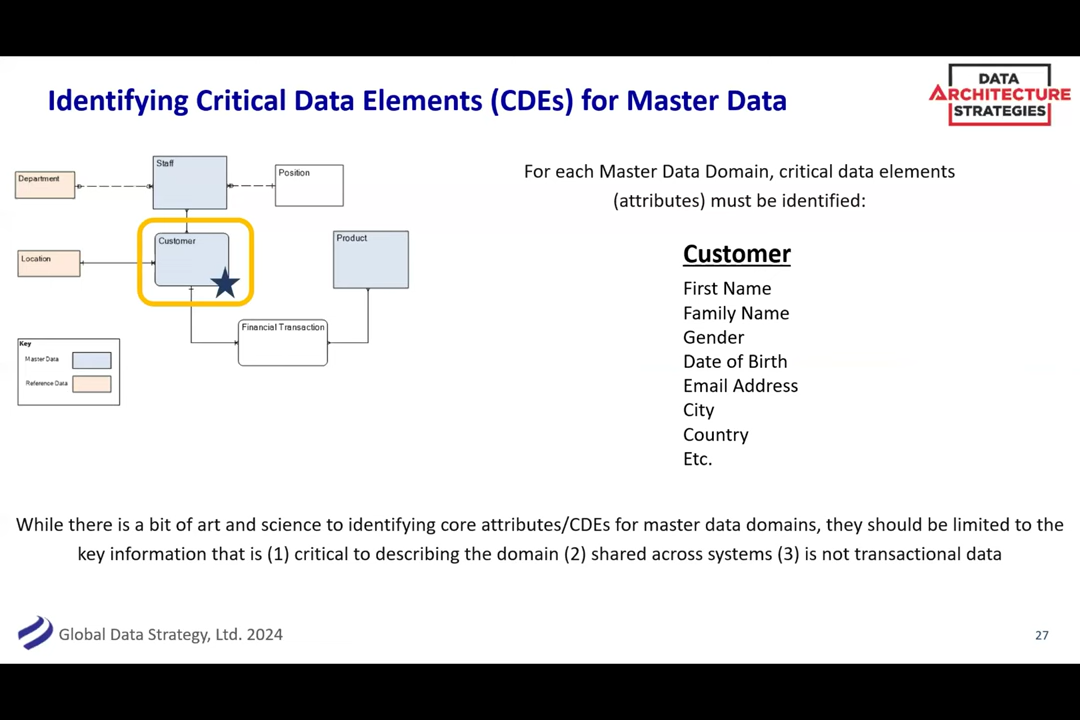 Identifying Critical Data Elements (CDEs) for Master Data
DATA
ARCHITECTURE
STRATEGIES
Staff
Department
Position
Customer
Location
Product
Financial Transaction
Key
Master Data
Reference Data
For each Master Data Domain, critical data elements
(attributes) must be identified:
Customer
First Name
Family Name
Gender
Date of Birth
Email Address
City
Country
Etc.
While there is a bit of art and science to identifying core attributes/CDEs for master data domains, they should be limited to the
key information that is (1) critical to describing the domain (2) shared across systems (3) is not transactional data
Global Data Strategy, Ltd. 2024
27